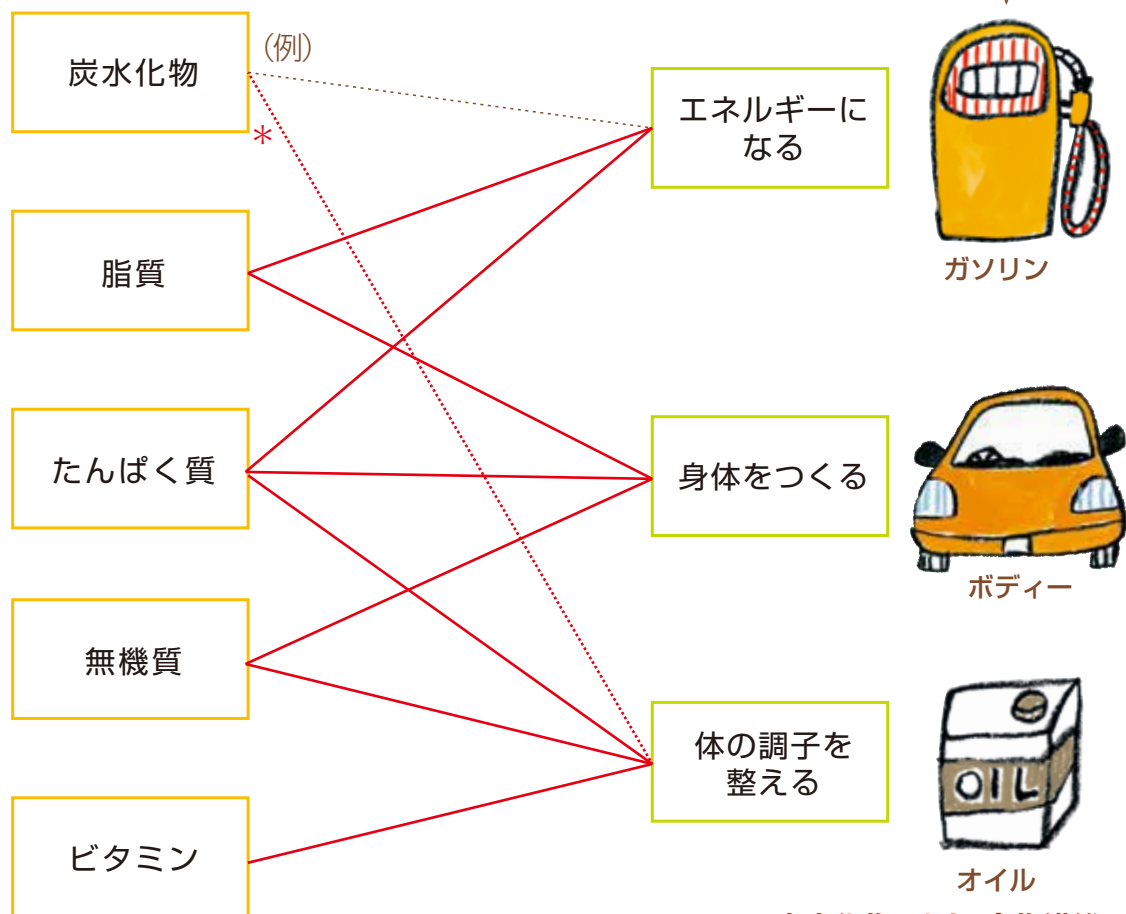 炭水化物
(例)
*
エネルギーに
なる
ガソリン
脂質
たんぱく質
身体をつくる
ボディー
無機質
体の調子を
整える
OIL
オイル
ビタミン